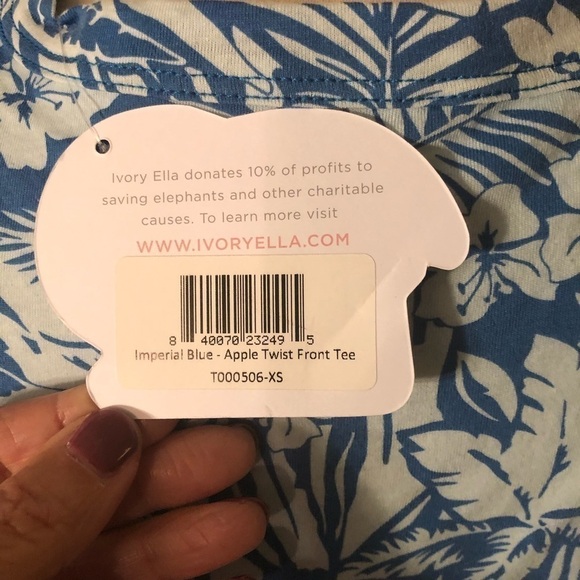 Ivory Ella donates 10% of profits to
saving elephants and other charitable
causes. To learn more visit
WWW.IVORYELLA.COM
8 40070 23249 5
Imperial Blue - Apple Twist Front Tee
T000506-XS